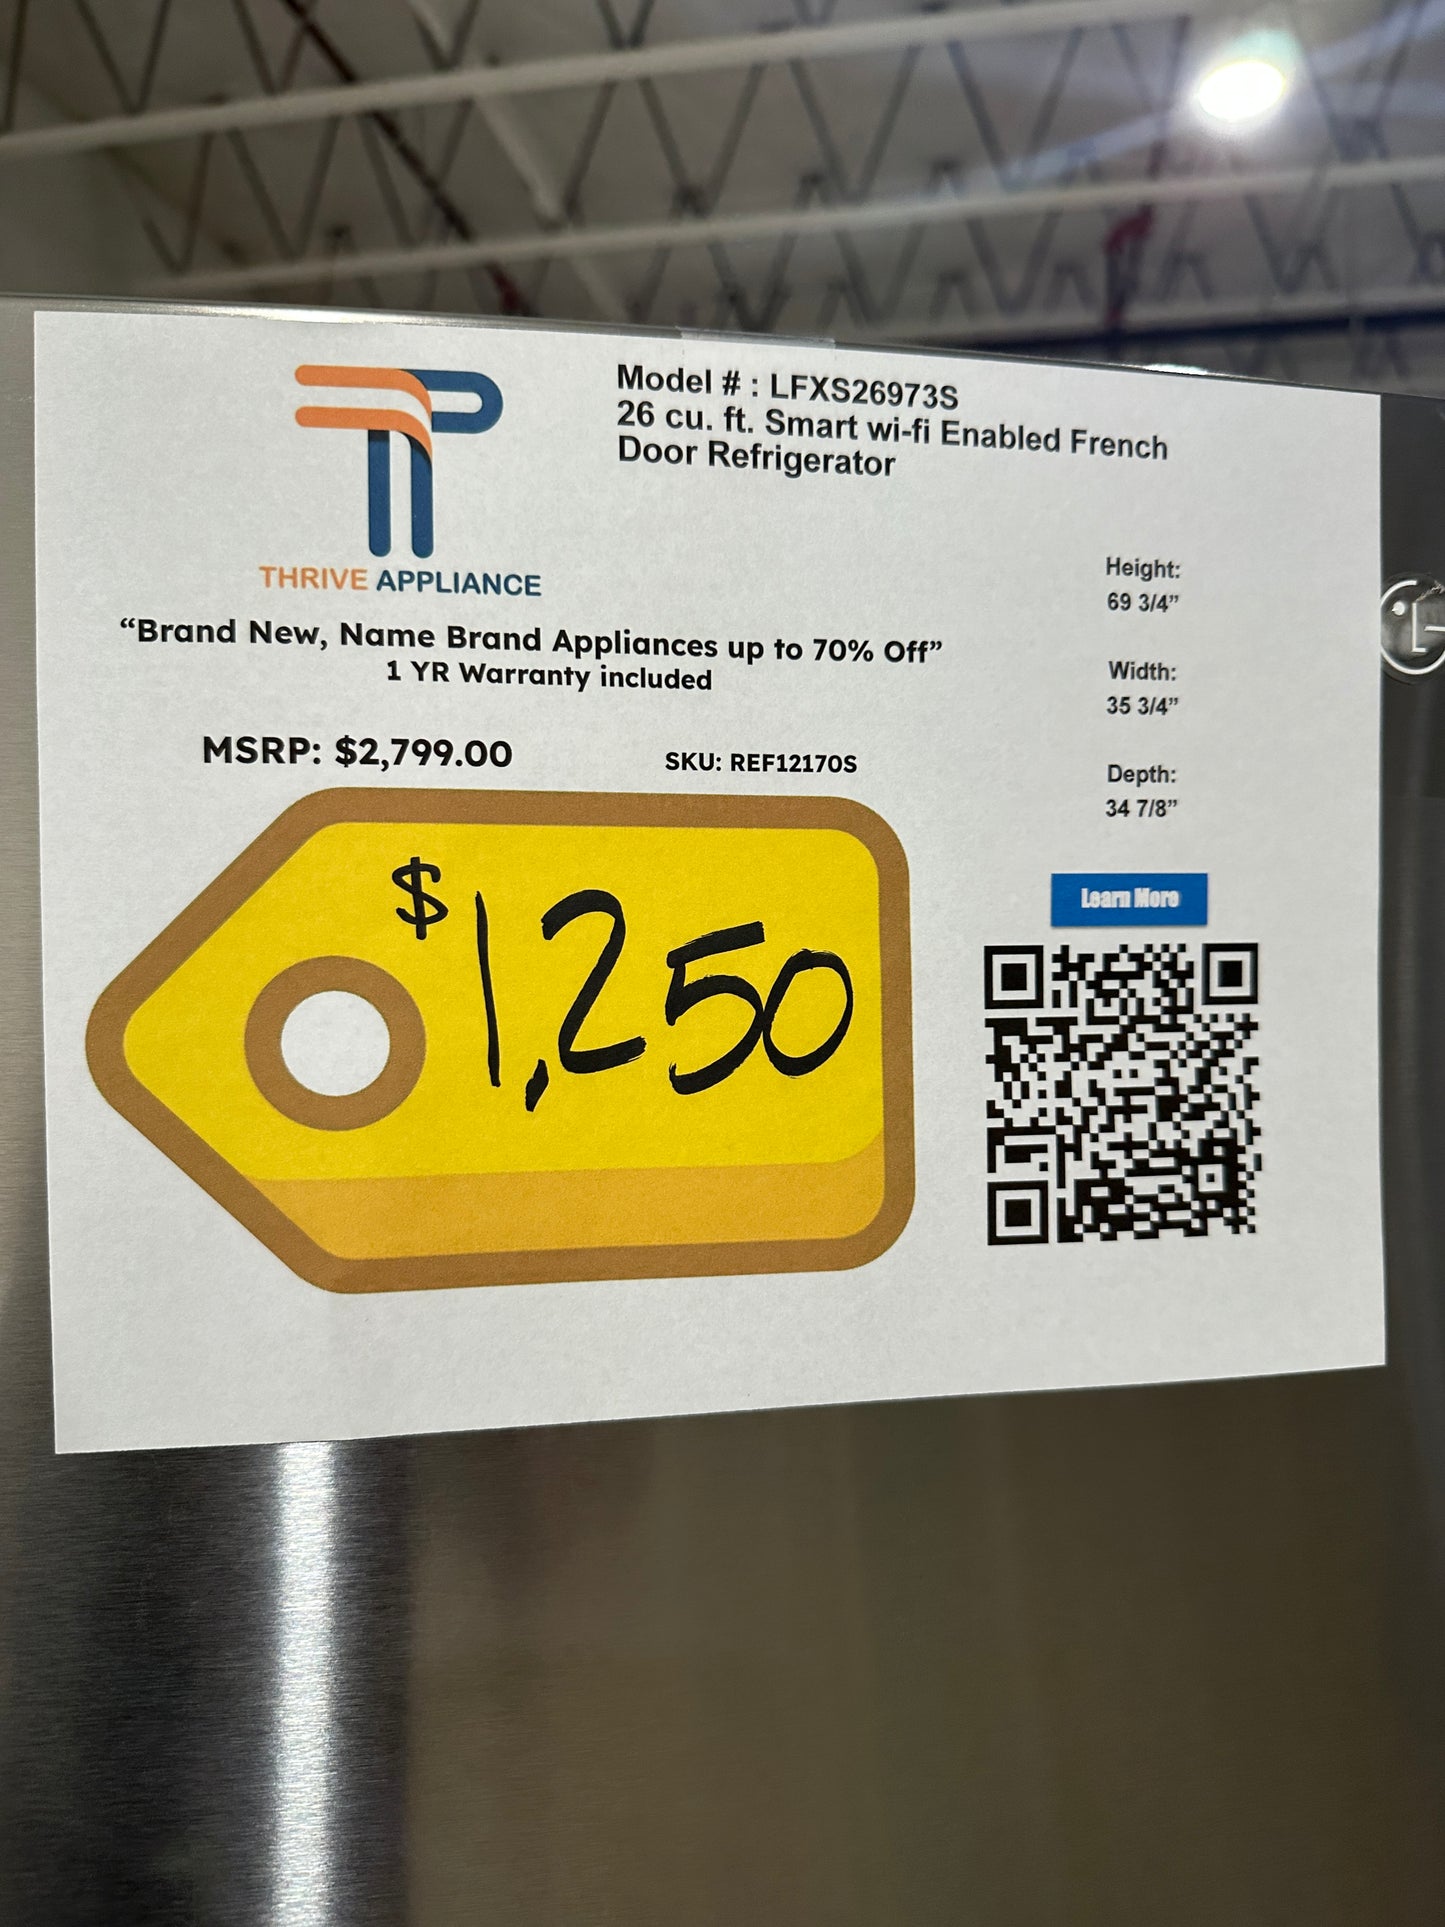 Model # : LFXS26973S
26 cu. ft. Smart wi-fi Enabled French
Door Refrigerator
THRIVE APPLIANCE
“Brand New, Name Brand Appliances up to 70% Off”
1 YR Warranty included
MSRP: $2,799.00
SKU: REF12170S
$1,250
Height:
69 3/4”
Width:
35 3/4”
Depth:
34 7/8”
Learn More
LG